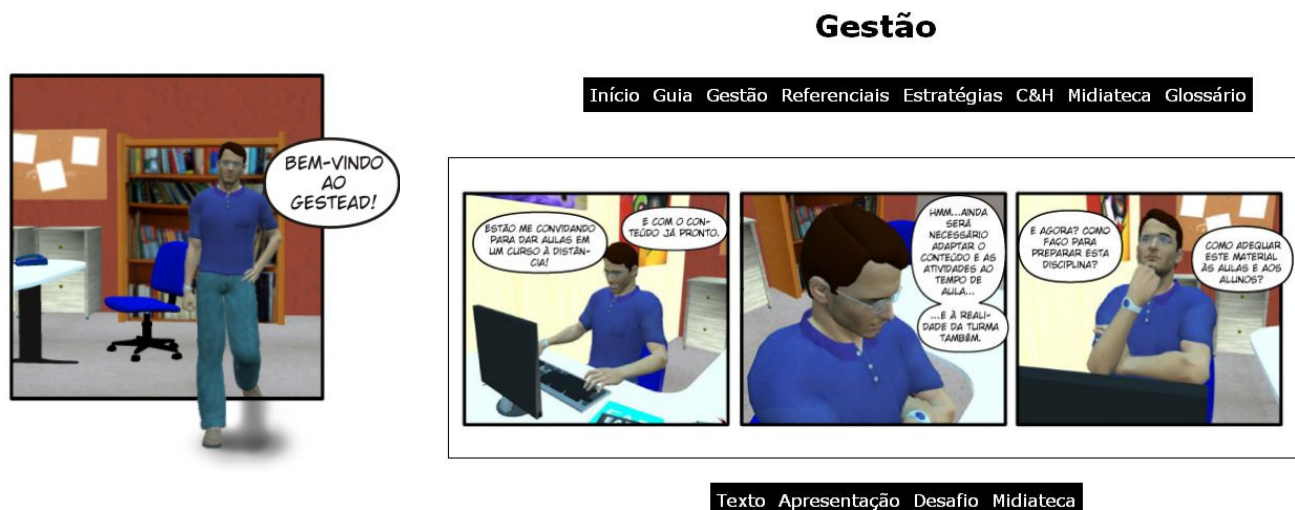 Gestão
Início Guia Gestão Referenciais Estratégias C&H Midiateca Glossário
BEM-VINDO
AO
GESTEAD!
ESTÃO ME CONVIDANDO
PARA DAR AULAS EM
UM CURSO À DISTÂN-
CIA!
E COM O CON-
TEÚDO JÁ PRONTO.
HMM...AINDA
SERÁ
NECESSÁRIO
ADAPTAR O
CONTEÚDO E AS
ATIVIDADES AO
TEMPO DE
AULA...
...E À REALI-
DADE DA TURMA
TAMBÉM.
E AGORA? COMO
FAÇO PARA
PREPARAR ESTA
DISCIPLINA?
COMO ADEQUAR
ESTE MATERIAL
ÀS AULAS E AOS
ALUNOS?
Texto Apresentação Desafio Midiateca